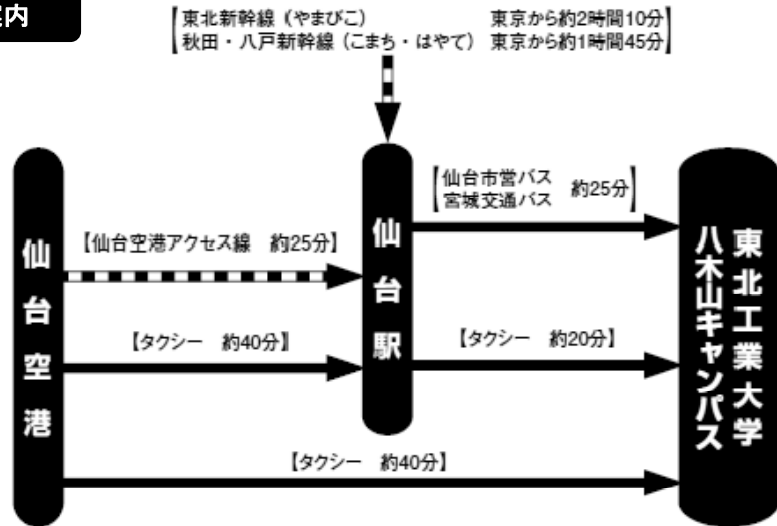 案内
東北新幹線（やまびこ）　東京から約2時間10分
秋田・八戸新幹線（こまち・はやて）　東京から約1時間45分
仙台市営バス　約25分
宮城交通バス
【仙台空港アクセス線　約25分】
仙台空港
仙台駅
東北工業大学
八木山キャンパス
【タクシー　約40分】
【タクシー　約20分】
【タクシー　約40分】